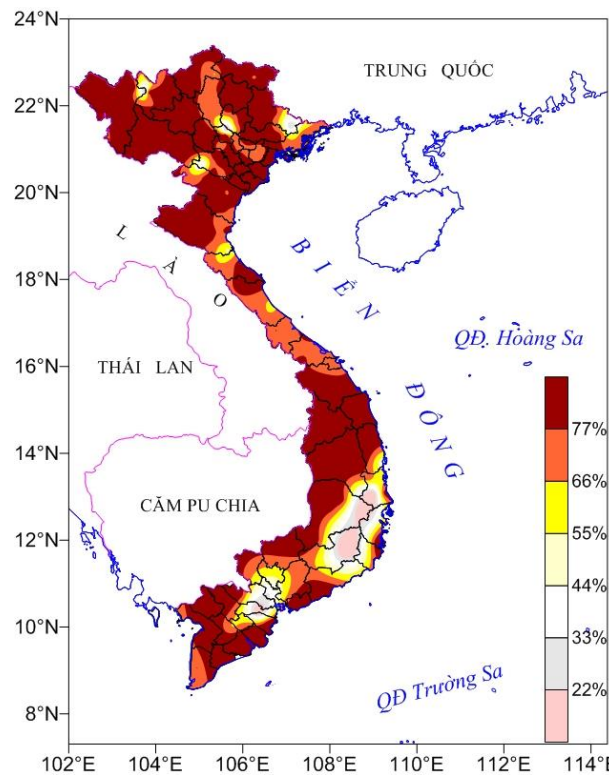 24°N
TRUNG QUỐC
22°N
20°N
LÀO
BIỂN ĐÔNG
18°N
QĐ. Hoàng Sa
16°N
THÁI LAN
77%
14°N
66%
CĂM PU CHIA
55%
12°N
44%
33%
10°N
22%
QĐ Trường Sa
8°N
102°E 104°E 106°E 108°E 110°E 112°E 114°E